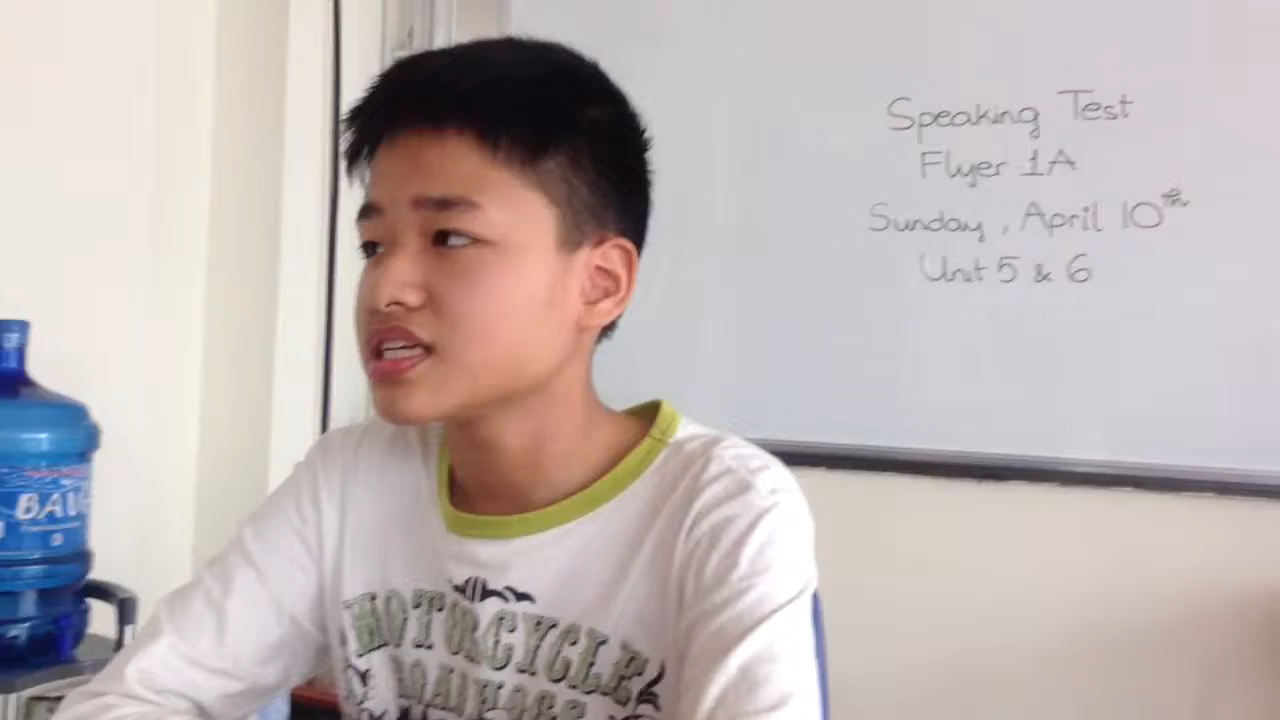 Speaking Test
Flyer 1A
Sunday, April 10th
Unit 5 & 6
MOTORCYCLE